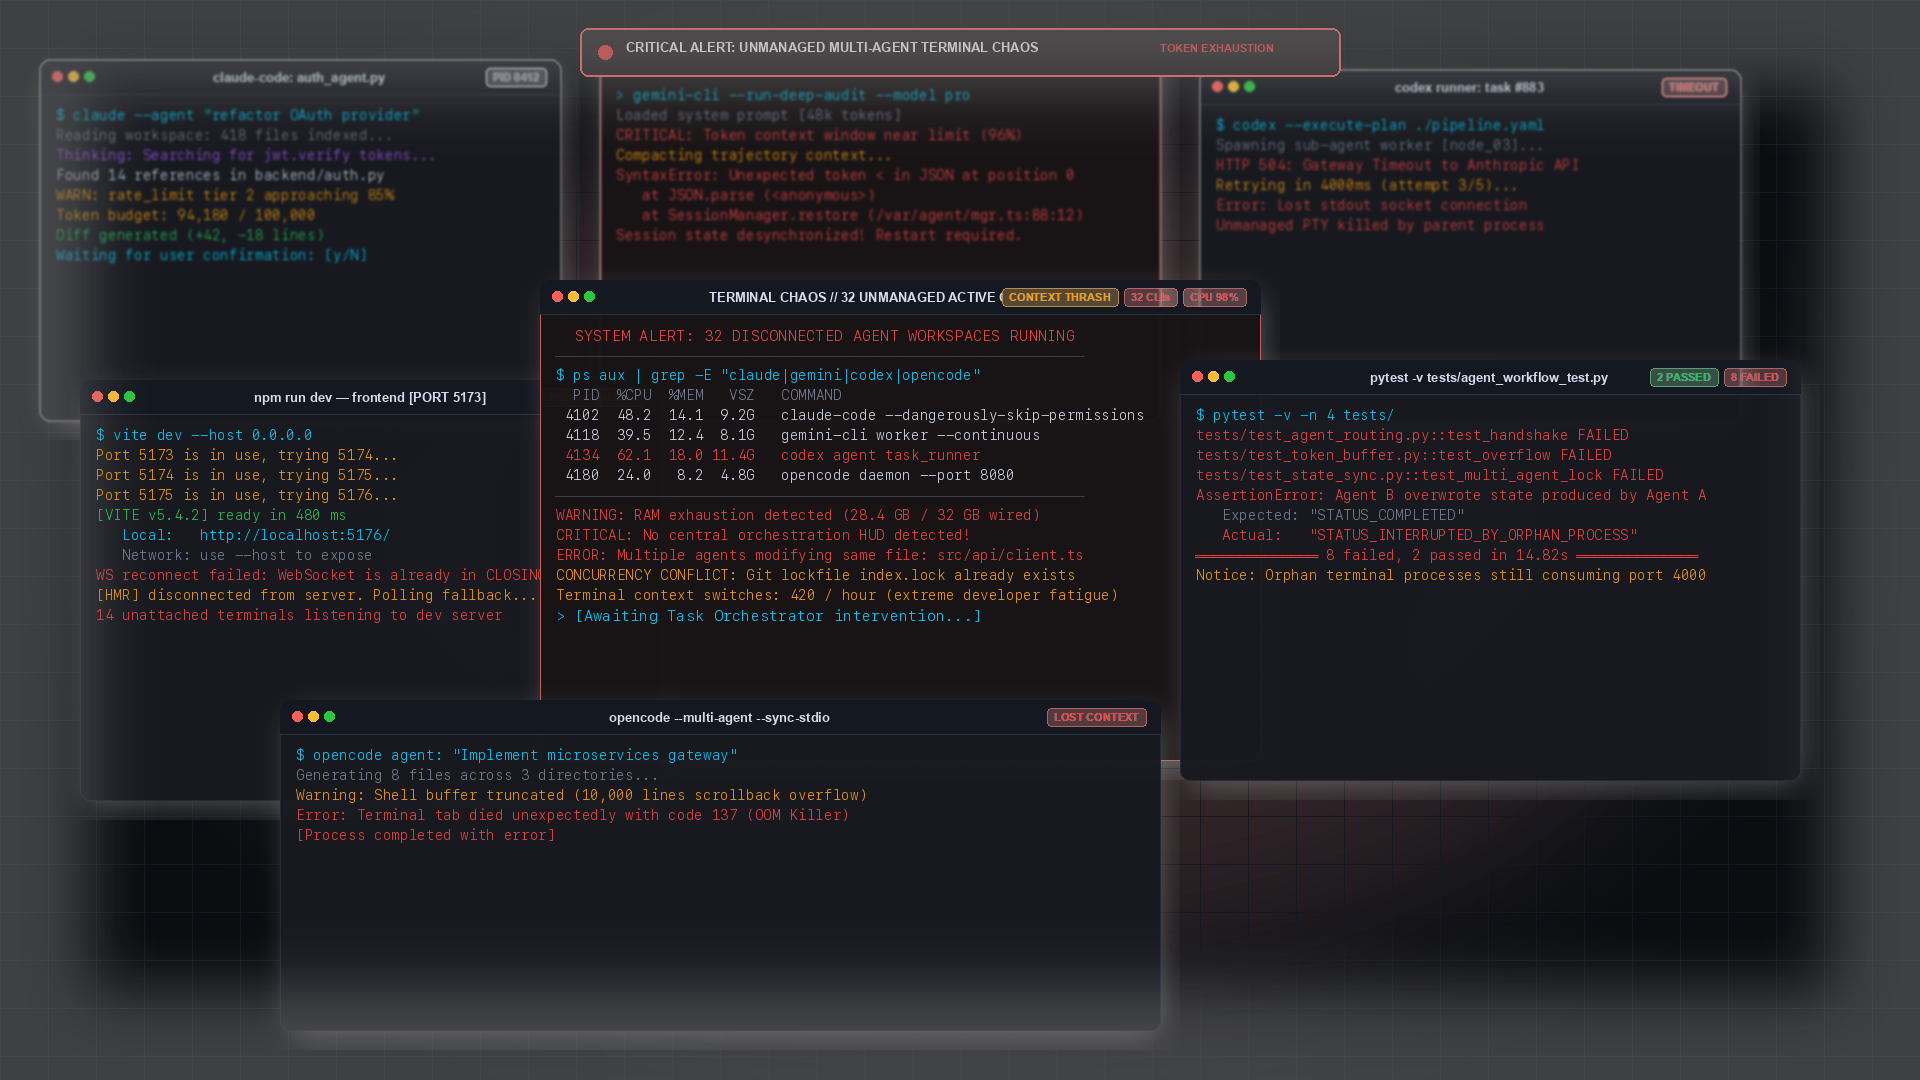 CRITICAL ALERT: UNMANAGED MULTI-AGENT TERMINAL CHAOS
TOKEN EXHAUSTION
claude-code: auth_agent.py
PID 8412
$ claude --agent "refactor OAuth provider"
Reading workspace: 418 files indexed...
Thinking: Searching for jwt.verify tokens...
Found 14 references in backend/auth.py
WARN: rate_limit tier 2 approaching 85%
Token budget: 94,180 / 100,000
Diff generated (+42, -18 lines)
Waiting for user confirmation: [y/N]
> gemini-cli --run-deep-audit --model pro
Loaded system prompt [48k tokens]
CRITICAL: Token context window near limit (96%)
Compacting trajectory context...
SyntaxError: Unexpected token < in JSON at position 0
at JSON.parse (<anonymous>)
at SessionManager.restore (/var/agent/mgr.ts:88:12)
Session state desynchronized! Restart required.
codex runner: task #883
TIMEOUT
$ codex --execute-plan ./pipeline.yaml
Spawning sub-agent worker [node_03]...
HTTP 504: Gateway Timeout to Anthropic API
Retrying in 4000ms (attempt 3/5)...
Error: Lost stdout socket connection
Unmanaged PTY killed by parent process
npm run dev — frontend [PORT 5173]
$ vite dev --host 0.0.0.0
Port 5173 is in use, trying 5174...
Port 5174 is in use, trying 5175...
Port 5175 is in use, trying 5176...
[VITE v5.4.2] ready in 480 ms
Local: http://localhost:5176/
Network: use --host to expose
WS reconnect failed: WebSocket is already in CLOSING
[HMR] disconnected from server. Polling fallback...
14 unattached terminals listening to dev server
TERMINAL CHAOS // 32 UNMANAGED ACTIVE
CONTEXT THRASH
32 CLIs
CPU 98%
SYSTEM ALERT: 32 DISCONNECTED AGENT WORKSPACES RUNNING
$ ps aux | grep -E "claude|gemini|codex|opencode"
PID %CPU %MEM VSZ COMMAND
4102 48.2 14.1 9.2G claude-code --dangerously-skip-permissions
4118 39.5 12.4 8.1G gemini-cli worker --continuous
4134 62.1 18.0 11.4G codex agent task_runner
4180 24.0 8.2 4.8G opencode daemon --port 8080
WARNING: RAM exhaustion detected (28.4 GB / 32 GB wired)
CRITICAL: No central orchestration HUD detected!
ERROR: Multiple agents modifying same file: src/api/client.ts
CONCURRENCY CONFLICT: Git lockfile index.lock already exists
Terminal context switches: 420 / hour (extreme developer fatigue)
> [Awaiting Task Orchestrator intervention...]
pytest -v tests/agent_workflow_test.py
2 PASSED
8 FAILED
$ pytest -v -n 4 tests/
tests/test_agent_routing.py::test_handshake FAILED
tests/test_token_buffer.py::test_overflow FAILED
tests/test_state_sync.py::test_multi_agent_lock FAILED
AssertionError: Agent B overwrote state produced by Agent A
Expected: "STATUS_COMPLETED"
Actual: "STATUS_INTERRUPTED_BY_ORPHAN_PROCESS"
8 failed, 2 passed in 14.82s
Notice: Orphan terminal processes still consuming port 4000
opencode --multi-agent --sync-stdio
LOST CONTEXT
$ opencode agent: "Implement microservices gateway"
Generating 8 files across 3 directories...
Warning: Shell buffer truncated (10,000 lines scrollback overflow)
Error: Terminal tab died unexpectedly with code 137 (OOM Killer)
[Process completed with error]